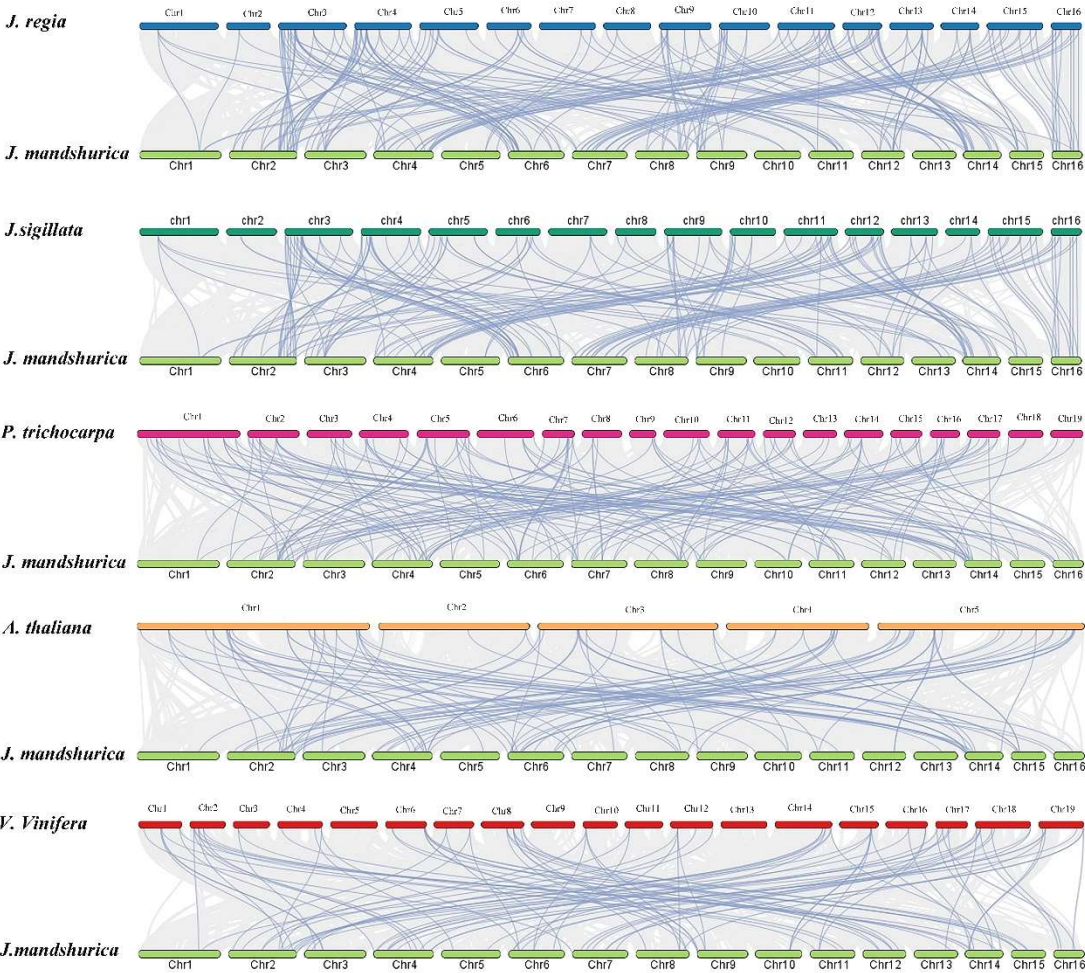 J. regia
Chr1 Chr2 Chr3 Chr4 Chr5 Chr6 Chr7 Chr8 Chr9 Chr10 Chr11 Chr12 Chr13 Chr14 Chr15 Chr16
J. mandshurica
Chr1 Chr2 Chr3 Chr4 Chr5 Chr6 Chr7 Chr8 Chr9 Chr10 Chr11 Chr12 Chr13 Chr14 Chr15 Chr16
J.sigillata
chr1 chr2 chr3 chr4 chr5 chr6 chr7 chr8 chr9 chr10 chr11 chr12 chr13 chr14 chr15 chr16
J. mandshurica
Chr1 Chr2 Chr3 Chr4 Chr5 Chr6 Chr7 Chr8 Chr9 Chr10 Chr11 Chr12 Chr13 Chr14 Chr15 Chr16
P. trichocarpa
Chr1 Chr2 Chr3 Chr4 Chr5 Chr6 Chr7 Chr8 Chr9 Chr10 Chr11 Chr12 Chr13 Chr14 Chr15 Chr16 Chr17 Chr18 Chr19
J. mandshurica
Chr1 Chr2 Chr3 Chr4 Chr5 Chr6 Chr7 Chr8 Chr9 Chr10 Chr11 Chr12 Chr13 Chr14 Chr15 Chr16
A. thaliana
Chr1 Chr2 Chr3 Chr4 Chr5
J. mandshurica
Chr1 Chr2 Chr3 Chr4 Chr5 Chr6 Chr7 Chr8 Chr9 Chr10 Chr11 Chr12 Chr13 Chr14 Chr15 Chr16
V. Vinifera
Chr1 Chr2 Chr3 Chr4 Chr5 Chr6 Chr7 Chr8 Chr9 Chr10 Chr11 Chr12 Chr13 Chr14 Chr15 Chr16 Chr17 Chr18 Chr19
J.mandshurica
Chr1 Chr2 Chr3 Chr4 Chr5 Chr6 Chr7 Chr8 Chr9 Chr10 Chr11 Chr12 Chr13 Chr14 Chr15 Chr16